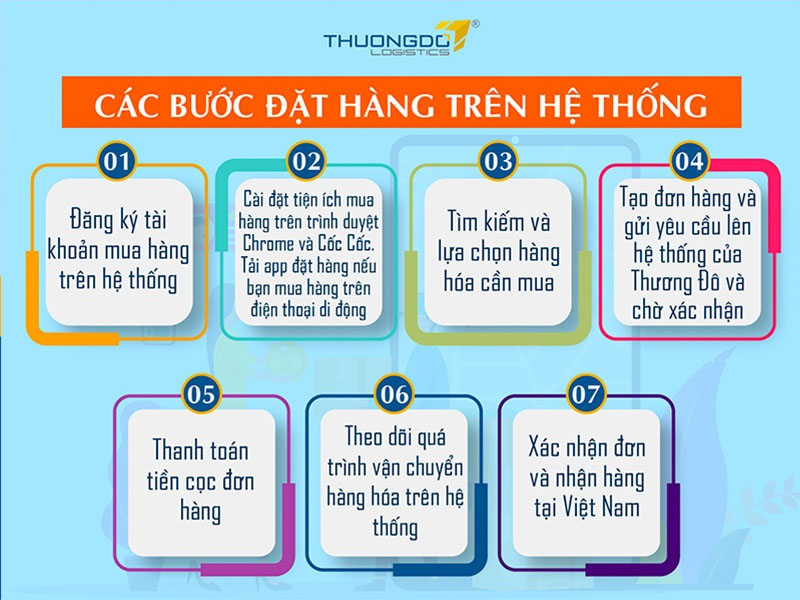 THUONGDO®
LOGISTICS
CÁC BƯỚC ĐẶT HÀNG TRÊN HỆ THỐNG
01
Đăng ký tài
khoản mua hàng
trên hệ thống
02
Cài đặt tiện ích mua
hàng trên trình duyệt
Chrome và Cốc Cốc.
Tải app đặt hàng nếu
bạn mua hàng trên
điện thoại di động
03
Tìm kiếm và
lựa chọn hàng
hóa cần mua
04
Tạo đơn hàng và
gửi yêu cầu lên
hệ thống của
Thương Đô và
chờ xác nhận
05
Thanh toán
tiền cọc đơn
hàng
06
Theo dõi quá
trình vận chuyển
hàng hóa trên hệ
thống
07
Xác nhận đơn
và nhận hàng
tại Việt Nam